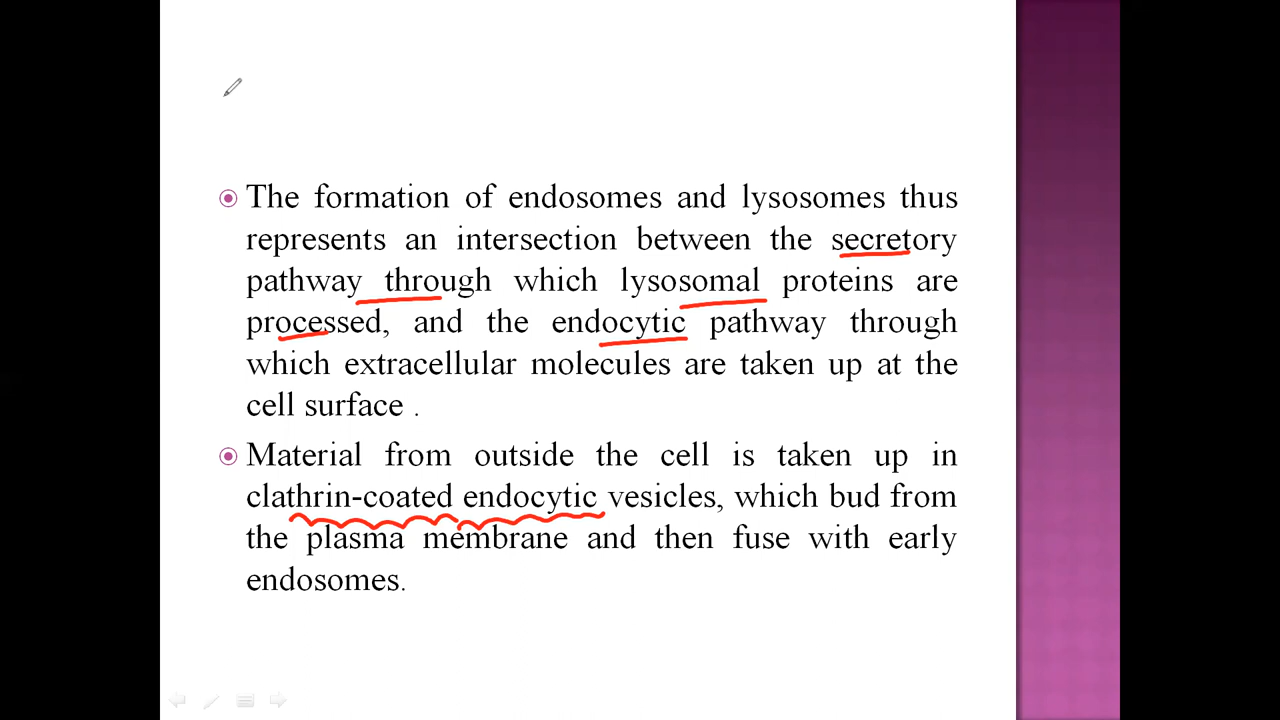 The formation of endosomes and lysosomes thus
represents an intersection between the secretory
pathway through which lysosomal proteins are
processed, and the endocytic pathway through
which extracellular molecules are taken up at the
cell surface .
Material from outside the cell is taken up in
clathrin-coated endocytic vesicles, which bud from
the plasma membrane and then fuse with early
endosomes.